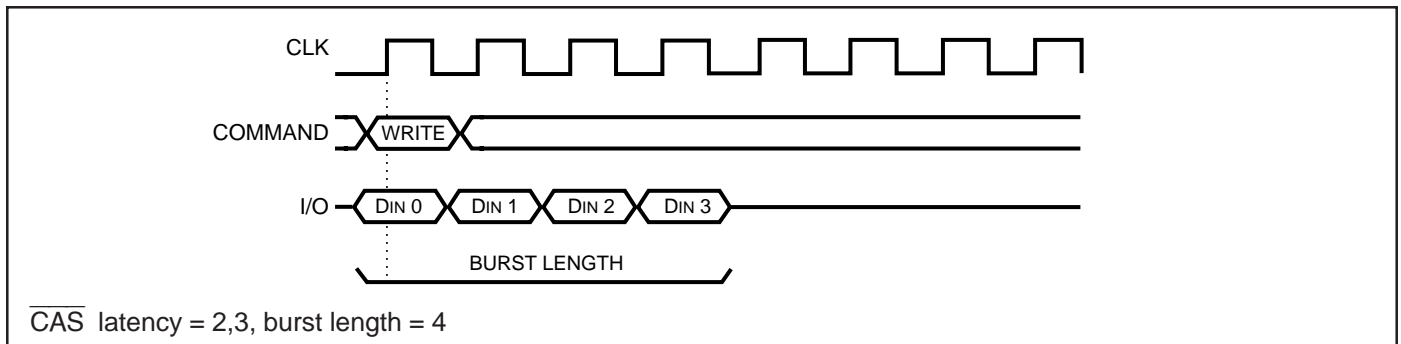 CLK
COMMAND WRITE
I/O DIN 0 DIN 1 DIN 2 DIN 3
BURST LENGTH
CAS latency = 2,3, burst length = 4